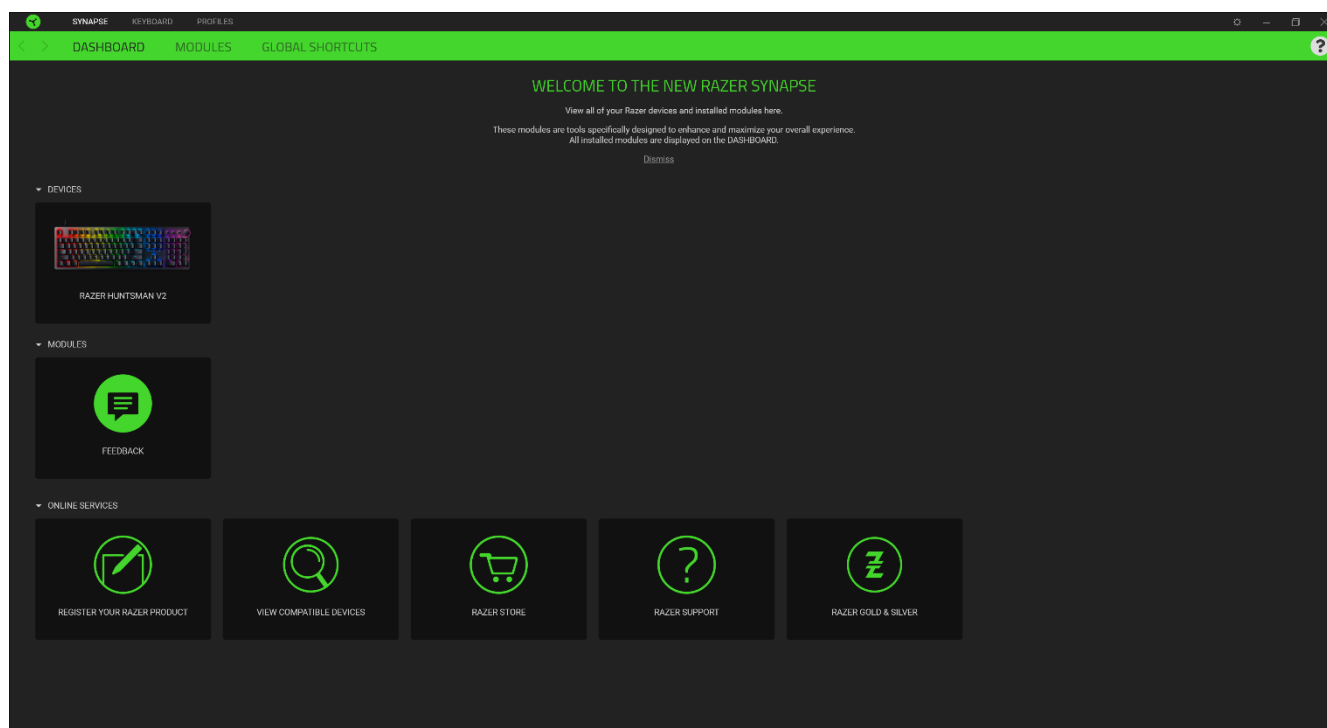 SYNAPSE KEYBOARD PROFILES
DASHBOARD MODULES GLOBAL SHORTCUTS
?
WELCOME TO THE NEW RAZER SYNAPSE
View all of your Razer devices and installed modules here.
These modules are tools specifically designed to enhance and maximize your overall experience.
All installed modules are displayed on the DASHBOARD.
Dismiss
DEVICES
RAZER HUNTSMAN V2
MODULES
FEEDBACK
ONLINE SERVICES
REGISTER YOUR RAZER PRODUCT
VIEW COMPATIBLE DEVICES
RAZER STORE
RAZER SUPPORT
RAZER GOLD & SILVER